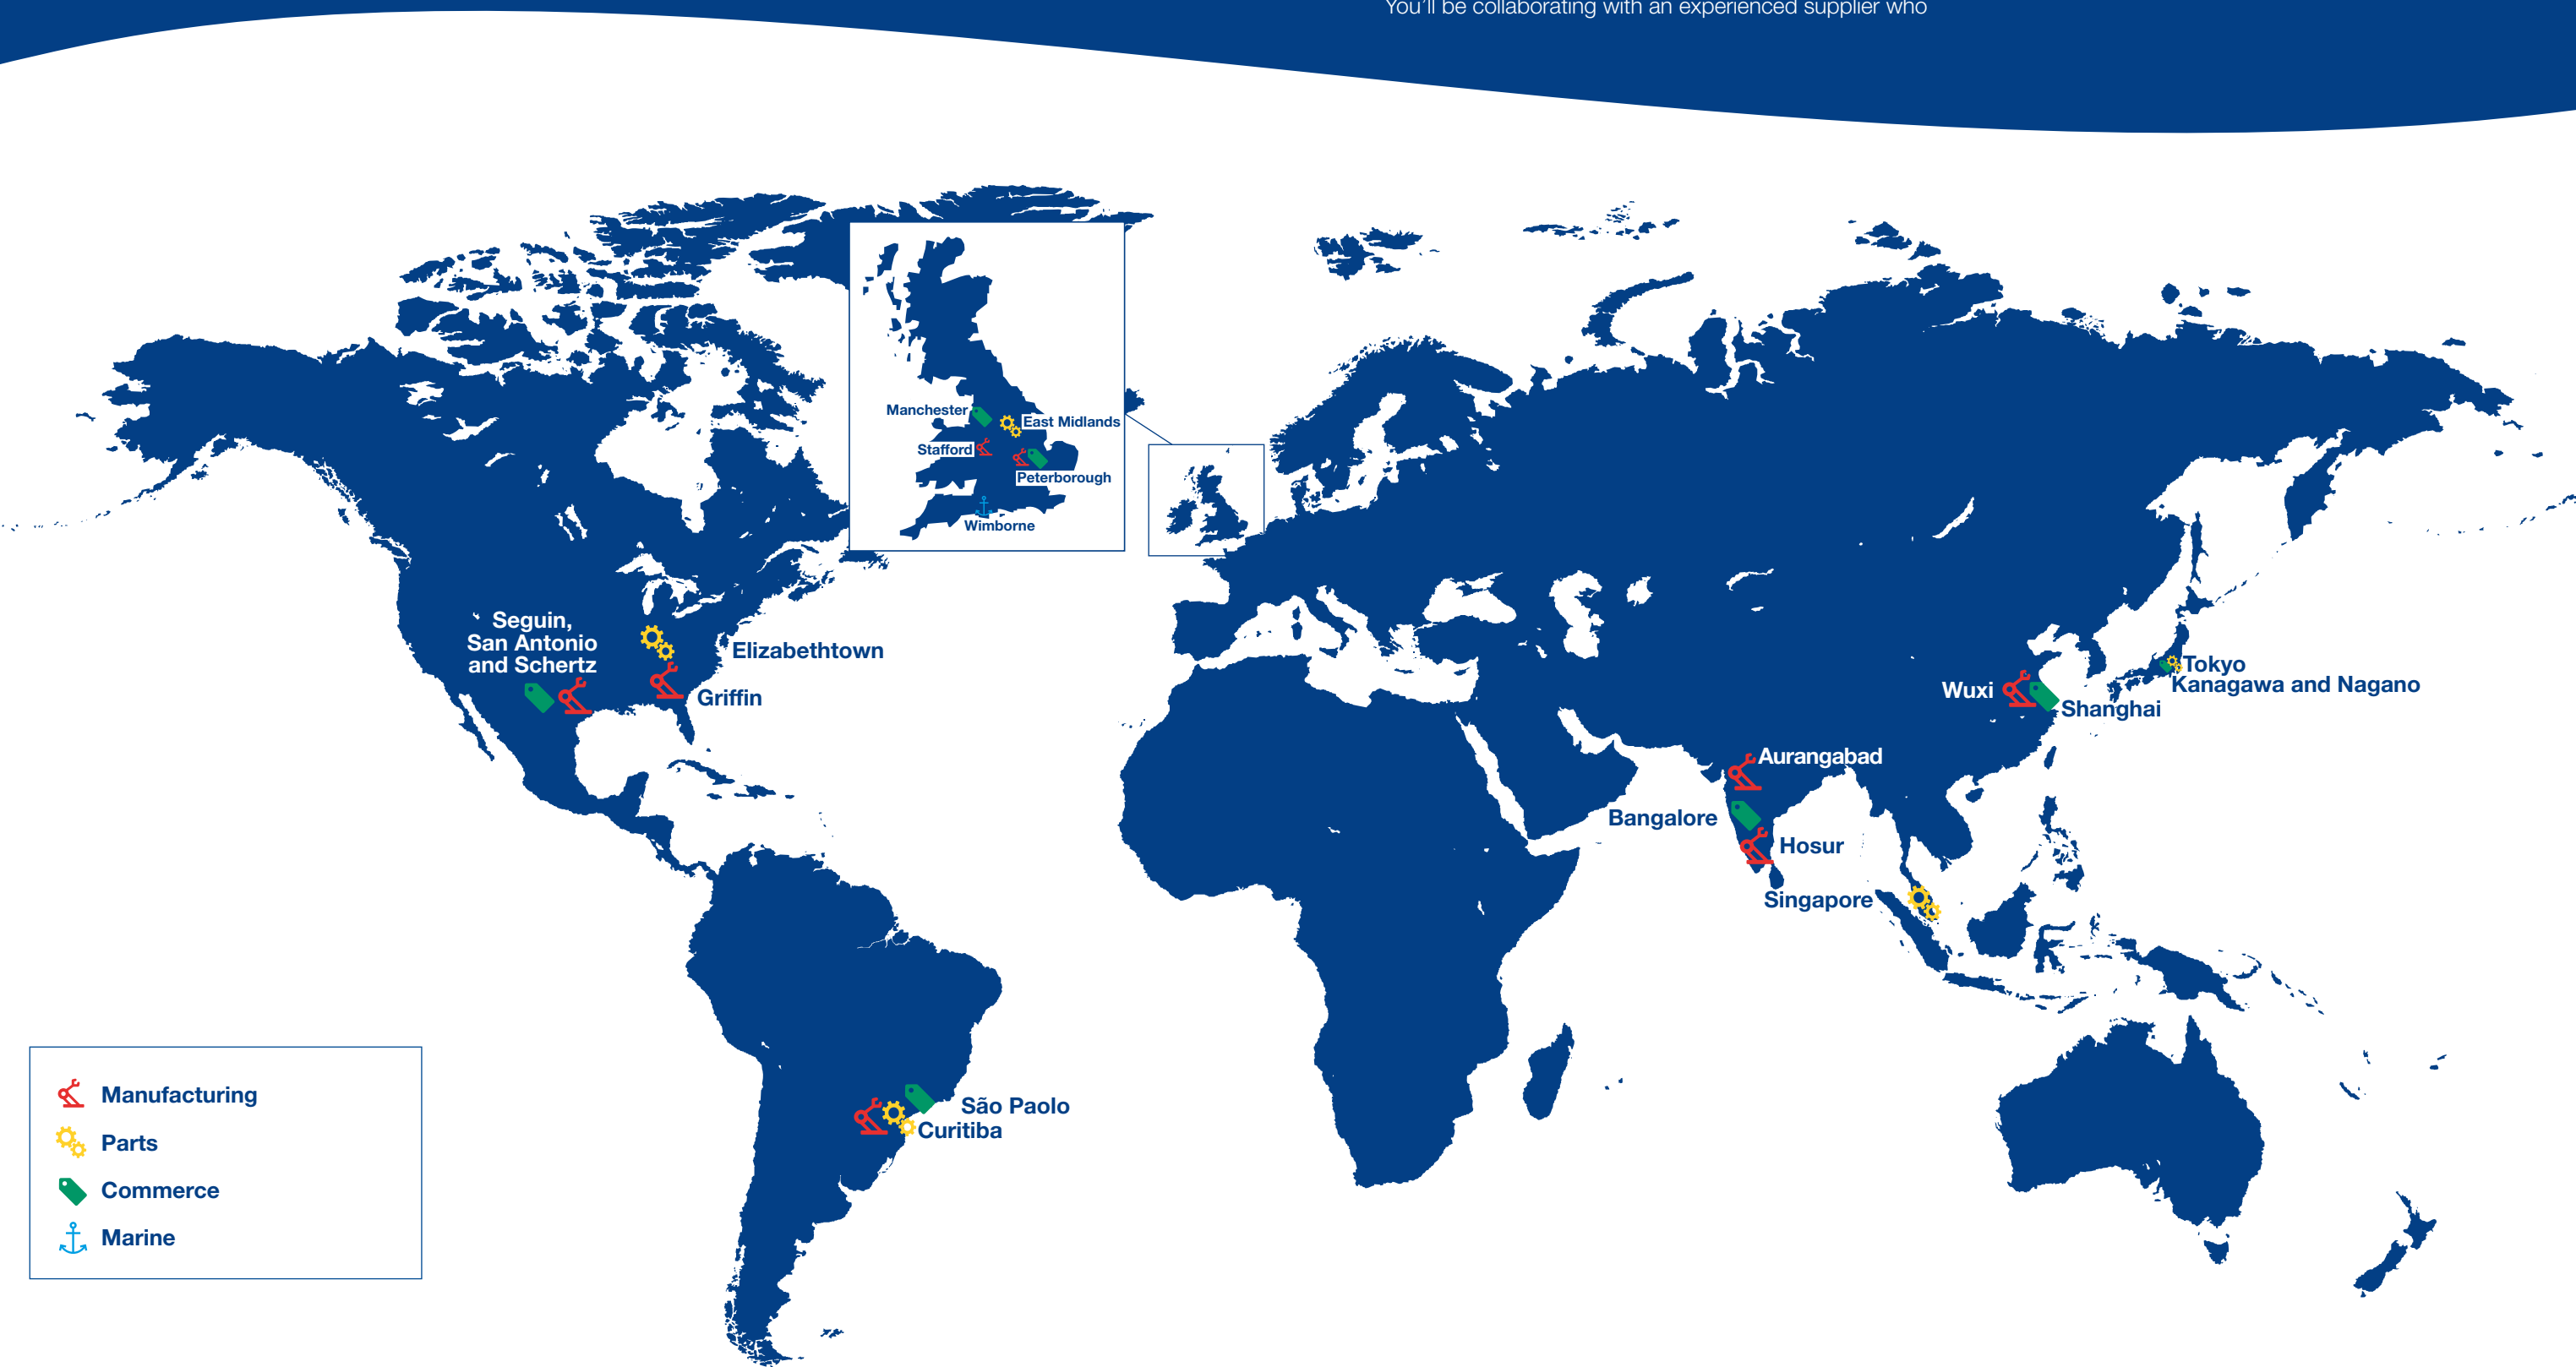 You'll be collaborating with an experienced supplier who
Manchester
East Midlands
Stafford
Peterborough
Wimborne
Seguin,
San Antonio
and Schertz
Elizabethtown
Griffin
Tokyo
Kanagawa and Nagano
Wuxi
Shanghai
Aurangabad
Bangalore
Hosur
Singapore
São Paolo
Curitiba
Manufacturing
Parts
Commerce
Marine